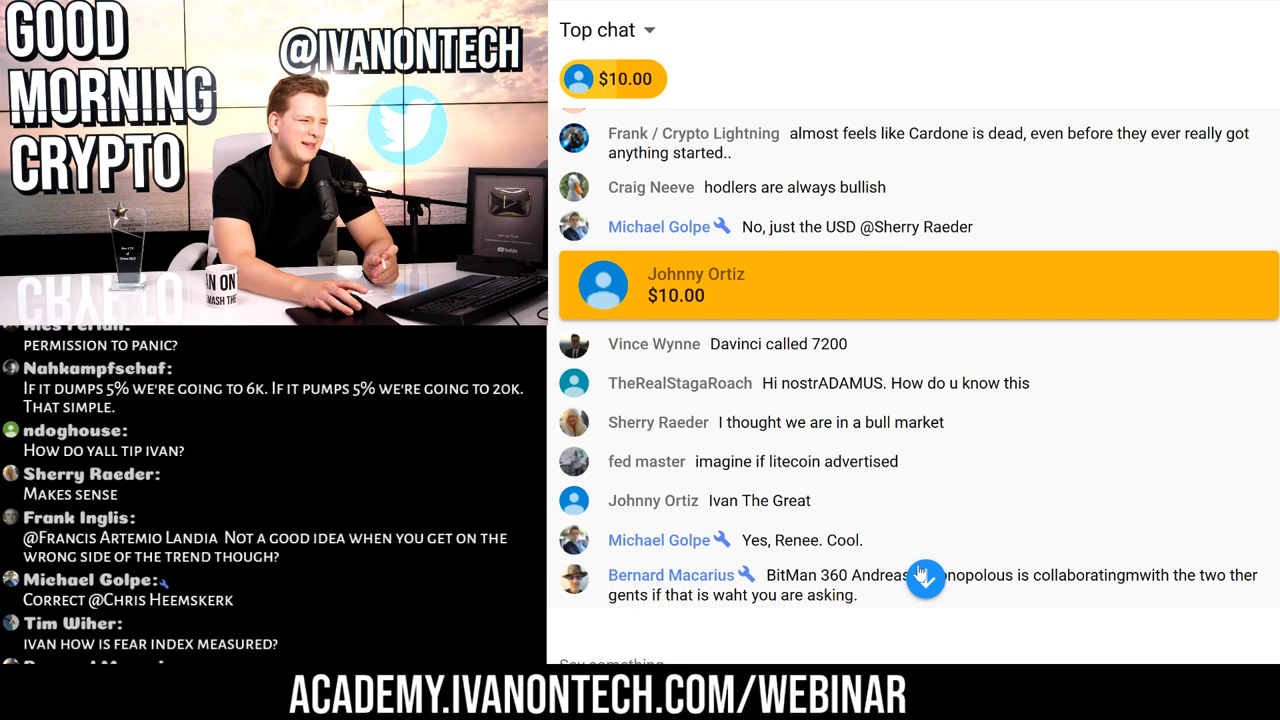 GOOD
MORNING
CRYPTO
@IVANONTECH
AN ON
MASH THE
YouTube
PERMISSION TO PANIC?
Nahkampfschaf:
IF IT DUMPS 5% WE'RE GOING TO 6K. IF IT PUMPS 5% WE'RE GOING TO 20K.
THAT SIMPLE.
ndoghouse:
HOW DO YALL TIP IVAN?
Sherry Raeder:
MAKES SENSE
Frank Inglis:
@FRANCIS ARTEMIO LANDIA NOT A GOOD IDEA WHEN YOU GET ON THE
WRONG SIDE OF THE TREND THOUGH?
Michael Golpe:
CORRECT @CHRIS HEEMSKERK
Tim Wiher:
IVAN HOW IS FEAR INDEX MEASURED?
Top chat
$10.00
Frank / Crypto Lightning almost feels like Cardone is dead, even before they ever really got
anything started..
Craig Neeve hodlers are always bullish
Michael Golpe No, just the USD @Sherry Raeder
Johnny Ortiz
$10.00
Vince Wynne Davinci called 7200
TheRealStagaRoach Hi nostrADAMUS. How do u know this
Sherry Raeder I thought we are in a bull market
fed master imagine if litecoin advertised
Johnny Ortiz Ivan The Great
Michael Golpe Yes, Renee. Cool.
Bernard Macarius BitMan 360 Andreas nopolous is collaboratingmwith the two ther
gents if that is waht you are asking.
Say something
ACADEMY.IVANONTECH.COM/WEBINAR